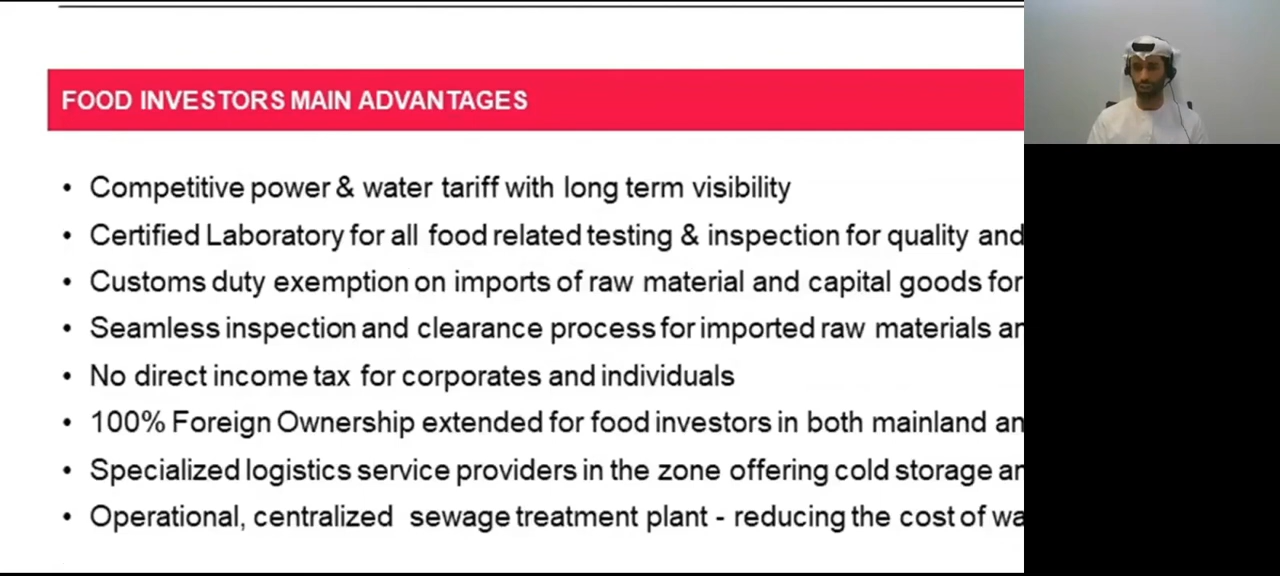 FOOD INVESTORS MAIN ADVANTAGES
• Competitive power & water tariff with long term visibility
• Certified Laboratory for all food related testing & inspection for quality and
• Customs duty exemption on imports of raw material and capital goods for
• Seamless inspection and clearance process for imported raw materials
• No direct income tax for corporates and individuals
• 100% Foreign Ownership extended for food investors in both mainland
• Specialized logistics service providers in the zone offering cold storage
• Operational, centralized sewage treatment plant - reducing the cost of